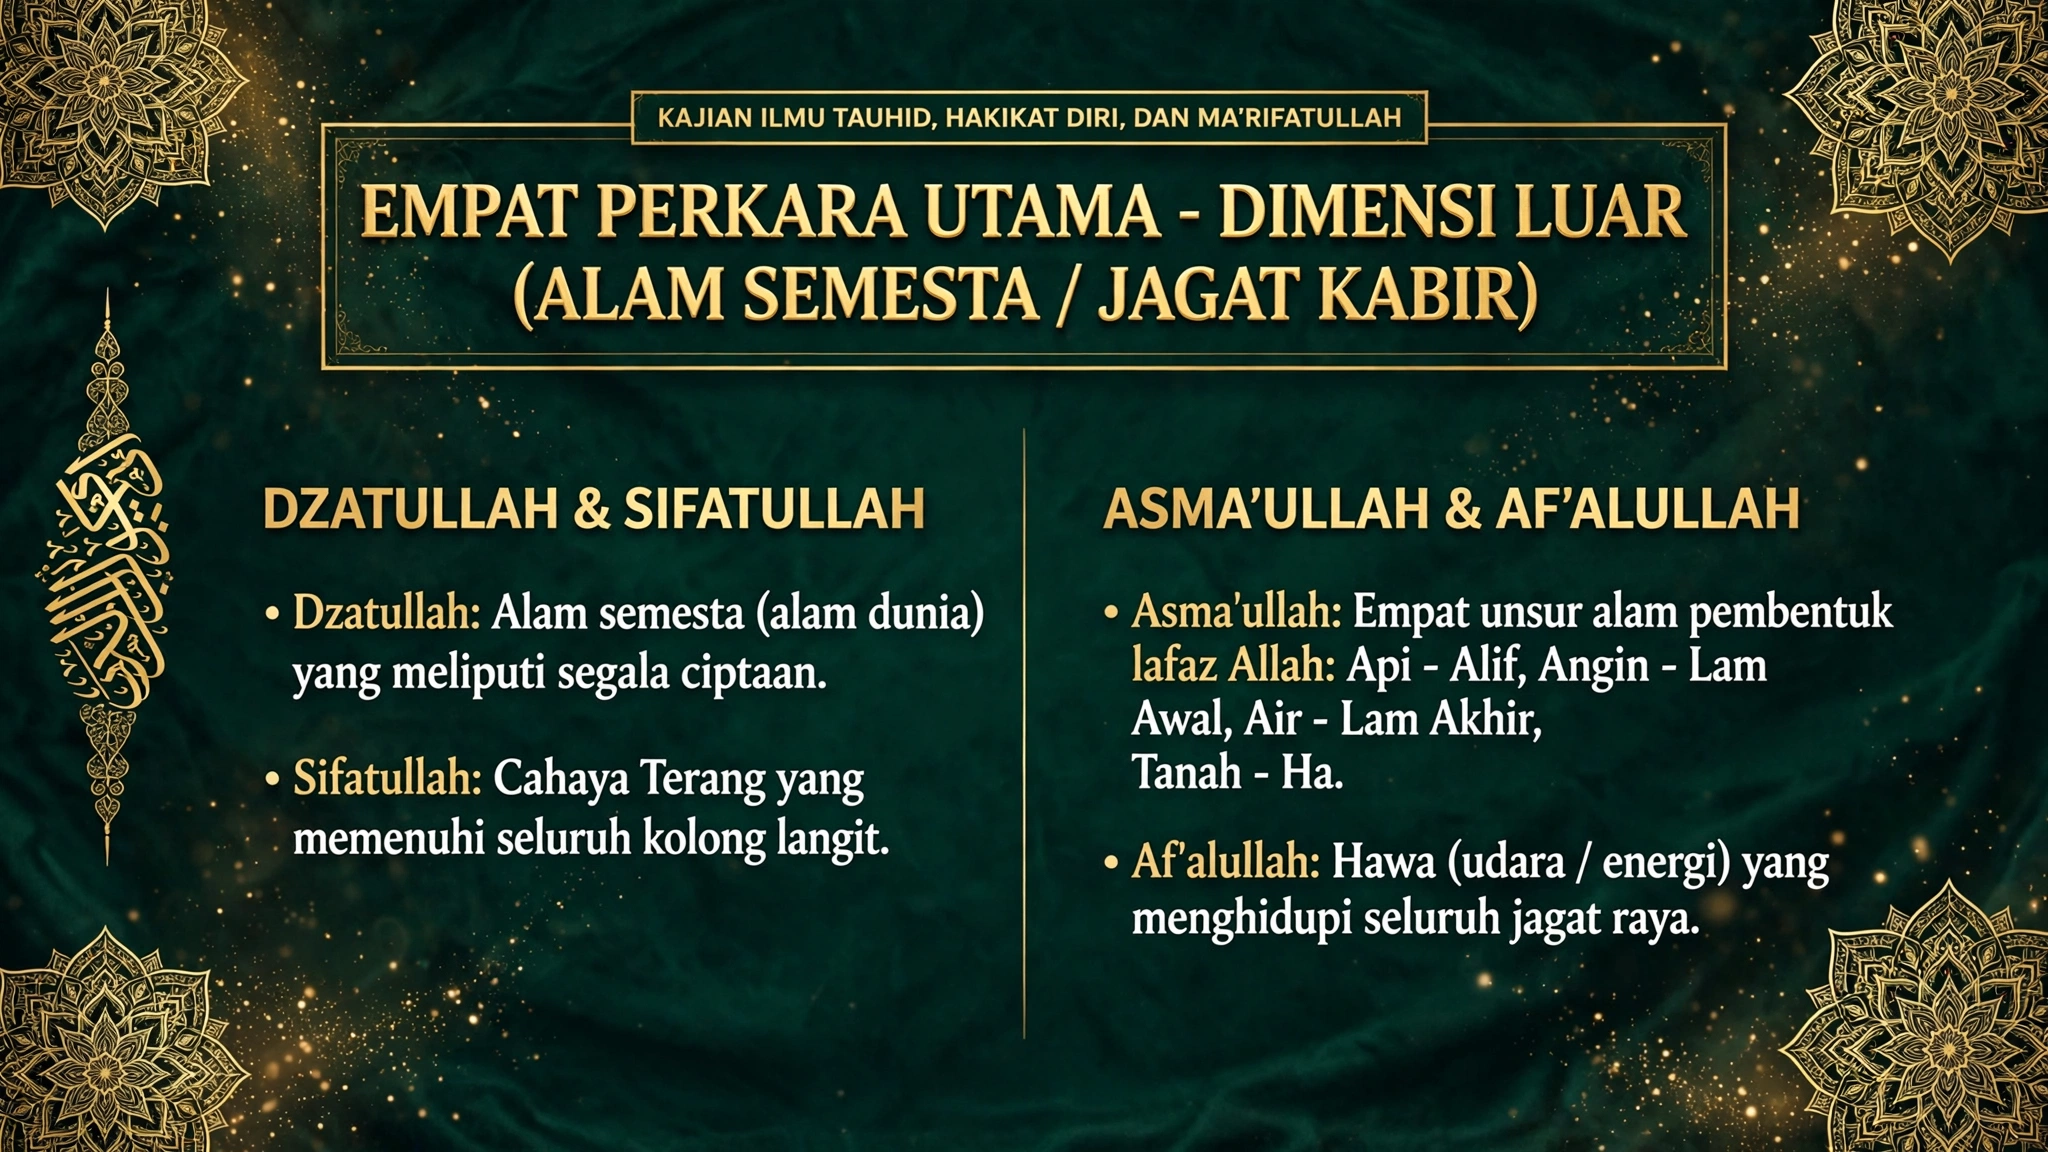 KAJIAN ILMU TAUHID, HAKIKAT DIRI, DAN MA'RIFATULLAH
EMPAT PERKARA UTAMA - DIMENSI LUAR
(ALAM SEMESTA / JAGAT KABIR)
DZATULLAH & SIFATULLAH
• Dzatullah: Alam semesta (alam dunia)
yang meliputi segala ciptaan.
• Sifatullah: Cahaya Terang yang
memenuhi seluruh kolong langit.
ASMA'ULLAH & AF'ALULLAH
• Asma'ullah: Empat unsur alam pembentuk
lafaz Allah: Api - Alif, Angin - Lam
Awal, Air - Lam Akhir,
Tanah - Ha.
• Af'alullah: Hawa (udara / energi) yang
menghidupi seluruh jagat raya.